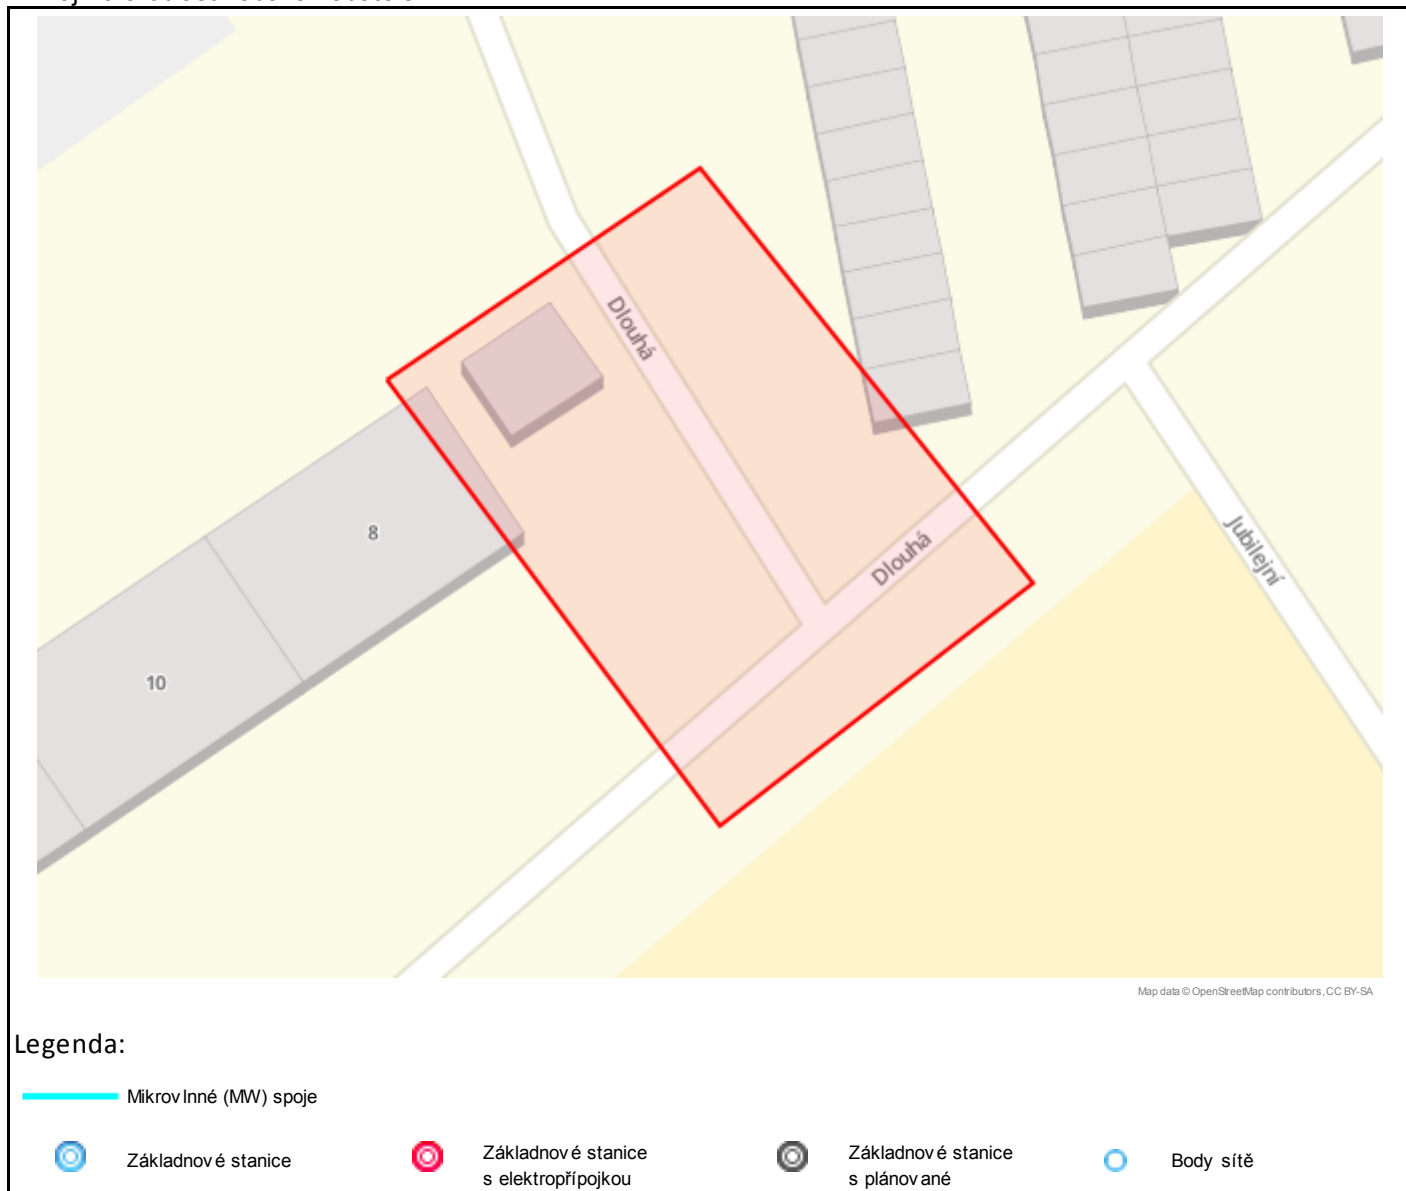 Dlouhá
8
Dlouhá
Jubilejní
10
Map data © OpenStreetMap contributors, CC BY-SA
Legenda:
Mikrovlnné (MW) spoje
Základnové stanice
Základnové stanice
s elektropřípojkou
Základnové stanice
s plánované
Body sítě